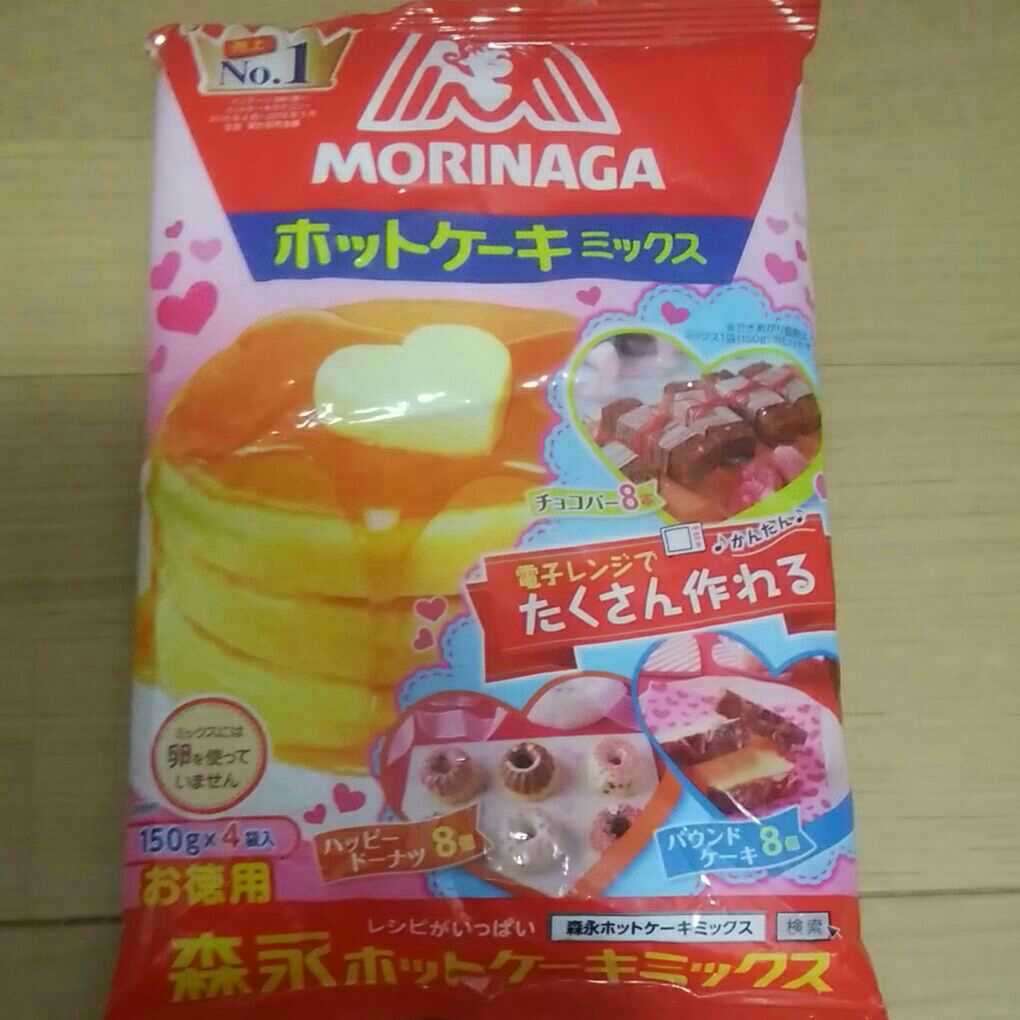 売上
No.1
MORINAGA
ホットケーキミックス
チョコバー8本
♪かんたん♪
電子レンジで
たくさん作れる
ミックスには
卵を使って
いません
150g×4袋入
お徳用
ハッピー
ドーナツ 8個
パウンド
ケーキ 8個
レシピがいっぱい 森永ホットケーキミックス 検索
森永ホットケーキミックス